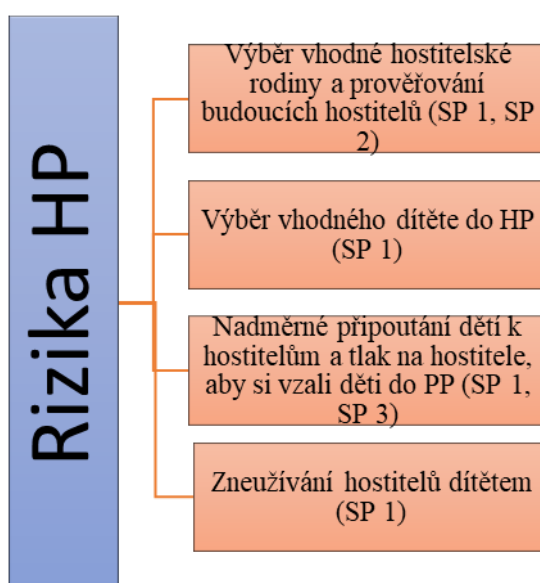 Rizika HP
Výběr vhodné hostitelské
rodiny a prověřování
budoucích hostitelů (SP 1, SP
2)
Výběr vhodného dítěte do HP
(SP 1)
Nadměrné připoutání dětí k
hostitelům a tlak na hostitele,
aby si vzali děti do PP (SP 1,
SP 3)
Zneužívání hostitelů dítětem
(SP 1)